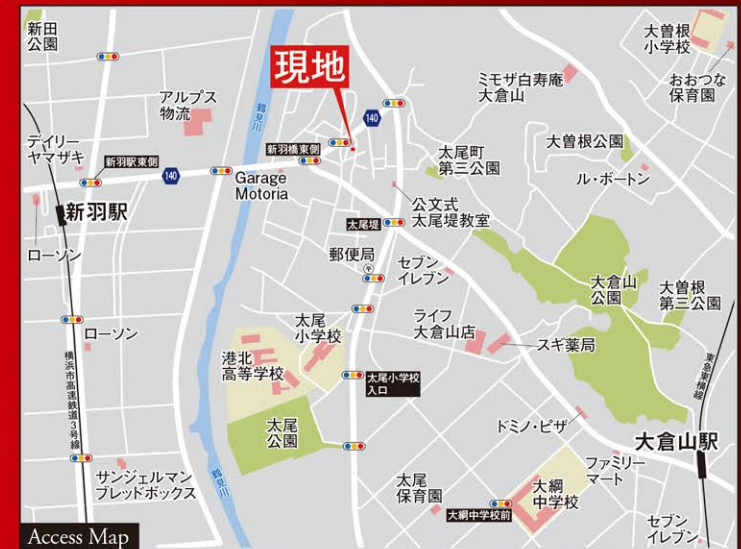 新田
公園
大曽根
小学校
おおつな
保育園
現地
アルプス
物流
鶴見川
140
ミモザ白寿庵
大倉山
デイリー
ヤマザキ
新羽駅東側
140
新羽橋東側
太尾町
第三公園
大曽根公園
Garage
Motoria
ル・ボートン
公文式
太尾堤教室
新羽駅
太尾堤
ローソン
郵便局
セブン
イレブン
大倉山
公園
大曽根
第三公園
ローソン
太尾
小学校
ライフ
大倉山店
スギ薬局
港北
高等学校
横浜市高速鉄道3号線
東急東横線
太尾小学校
入口
太尾
公園
ドミノ・ピザ
大倉山駅
サンジェルマン
ブレッドボックス
鶴見川
太尾
保育園
大綱
中学校
ファミリー
マート
大綱中学校前
セブン
イレブン
Access Map